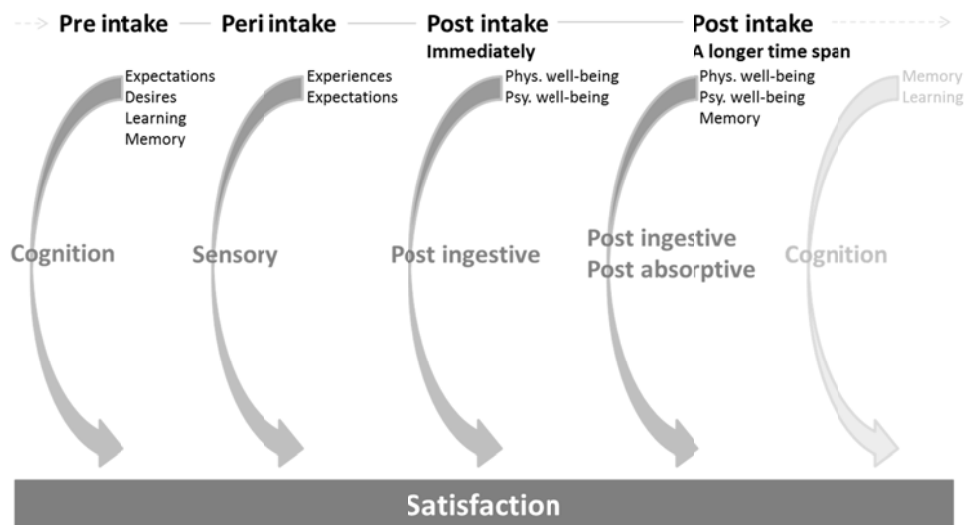 Pre intake
Peri intake
Post intake
Immediately
Post intake
A longer time span
Expectations
Desires
Learning
Memory
Experiences
Expectations
Phys. well-being
Psy. well-being
Phys. well-being
Psy. well-being
Memory
Memory
Learning
Cognition
Sensory
Post ingestive
Post ingestive
Post absorptive
Cognition
Satisfaction